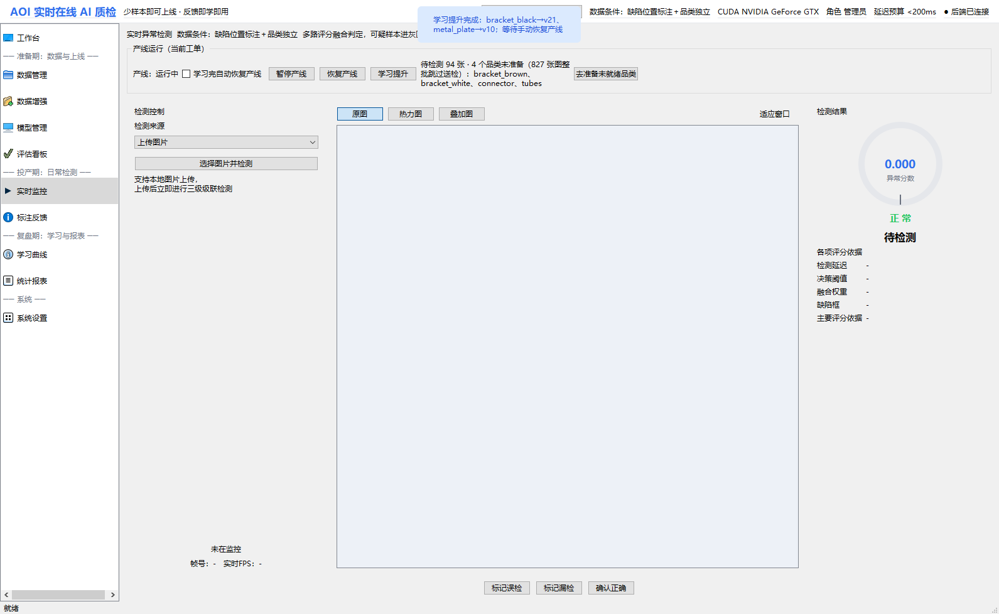 AOI 实时在线 AI 质检
少样本即可上线 · 反馈即学即用
学习提升完成：bracket_black→v21、
metal_plate→v10；等待手动恢复产线
数据条件：缺陷位置标注＋品类独立
CUDA NVIDIA GeForce GTX
角色 管理员
延迟预算 <200ms
● 后端已连接
工作台
── 准备期：数据与上线 ──
数据管理
数据增强
模型管理
评估看板
── 投产期：日常检测 ──
实时监控
标注反馈
── 复盘期：学习与报表 ──
学习曲线
统计报表
── 系统 ──
系统设置
就绪
实时异常检测 数据条件：缺陷位置标注＋品类独立 多路评分融合判定，可疑样本进灰
产线运行（当前工单）
产线：运行中
学习完自动恢复产线
暂停产线
恢复产线
学习提升
待检测 94 张 · 4 个品类未准备（827 张图整
批跳过送检）：bracket_brown、
bracket_white、connector、tubes
去准备未就绪品类
检测控制
检测来源
上传图片
选择图片并检测
支持本地图片上传，
上传后立即进行三级级联检测
未在监控
帧号：- 实时FPS：-
原图
热力图
叠加图
适应窗口
标记误检
标记漏检
确认正确
检测结果
0.000
异常分数
正常
待检测
各项评分依据
检测延迟 -
决策阈值 -
融合权重 -
缺陷框 -
主要评分依据 -